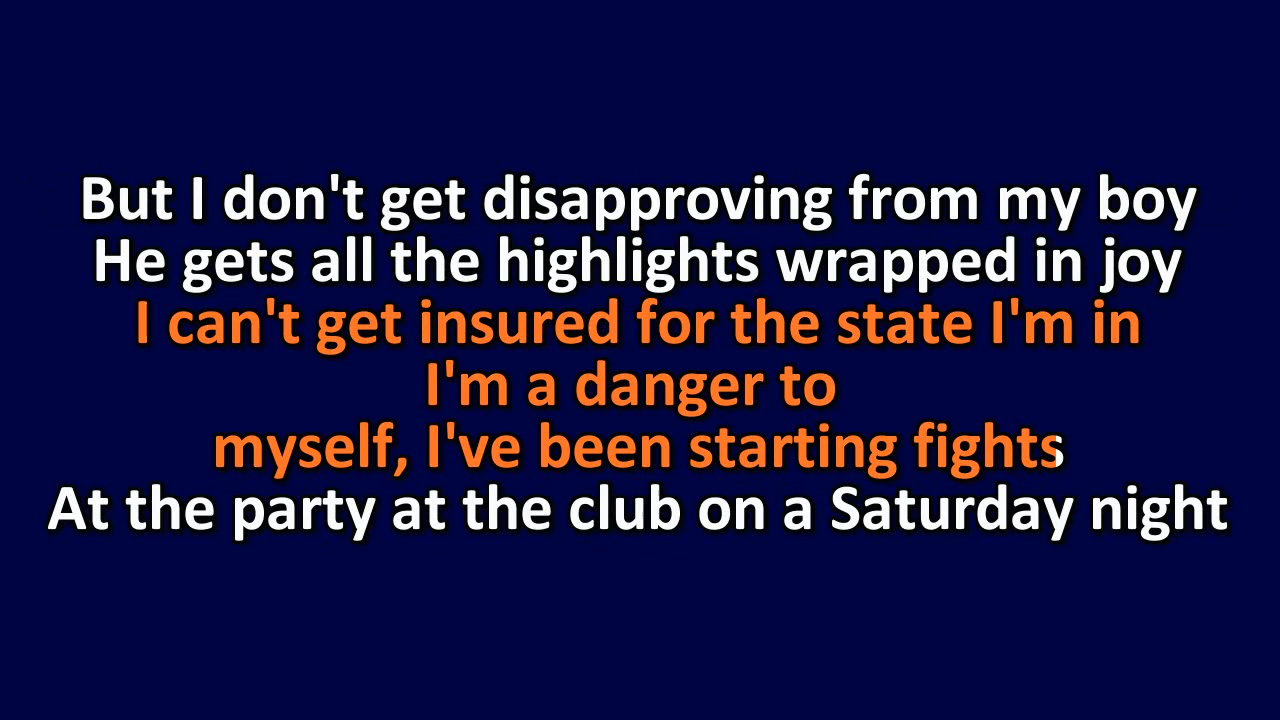 But I don't get disapproving from my boy
He gets all the highlights wrapped in joy
I can't get insured for the state I'm in
I'm a danger to
myself, I've been starting fights
At the party at the club on a Saturday night